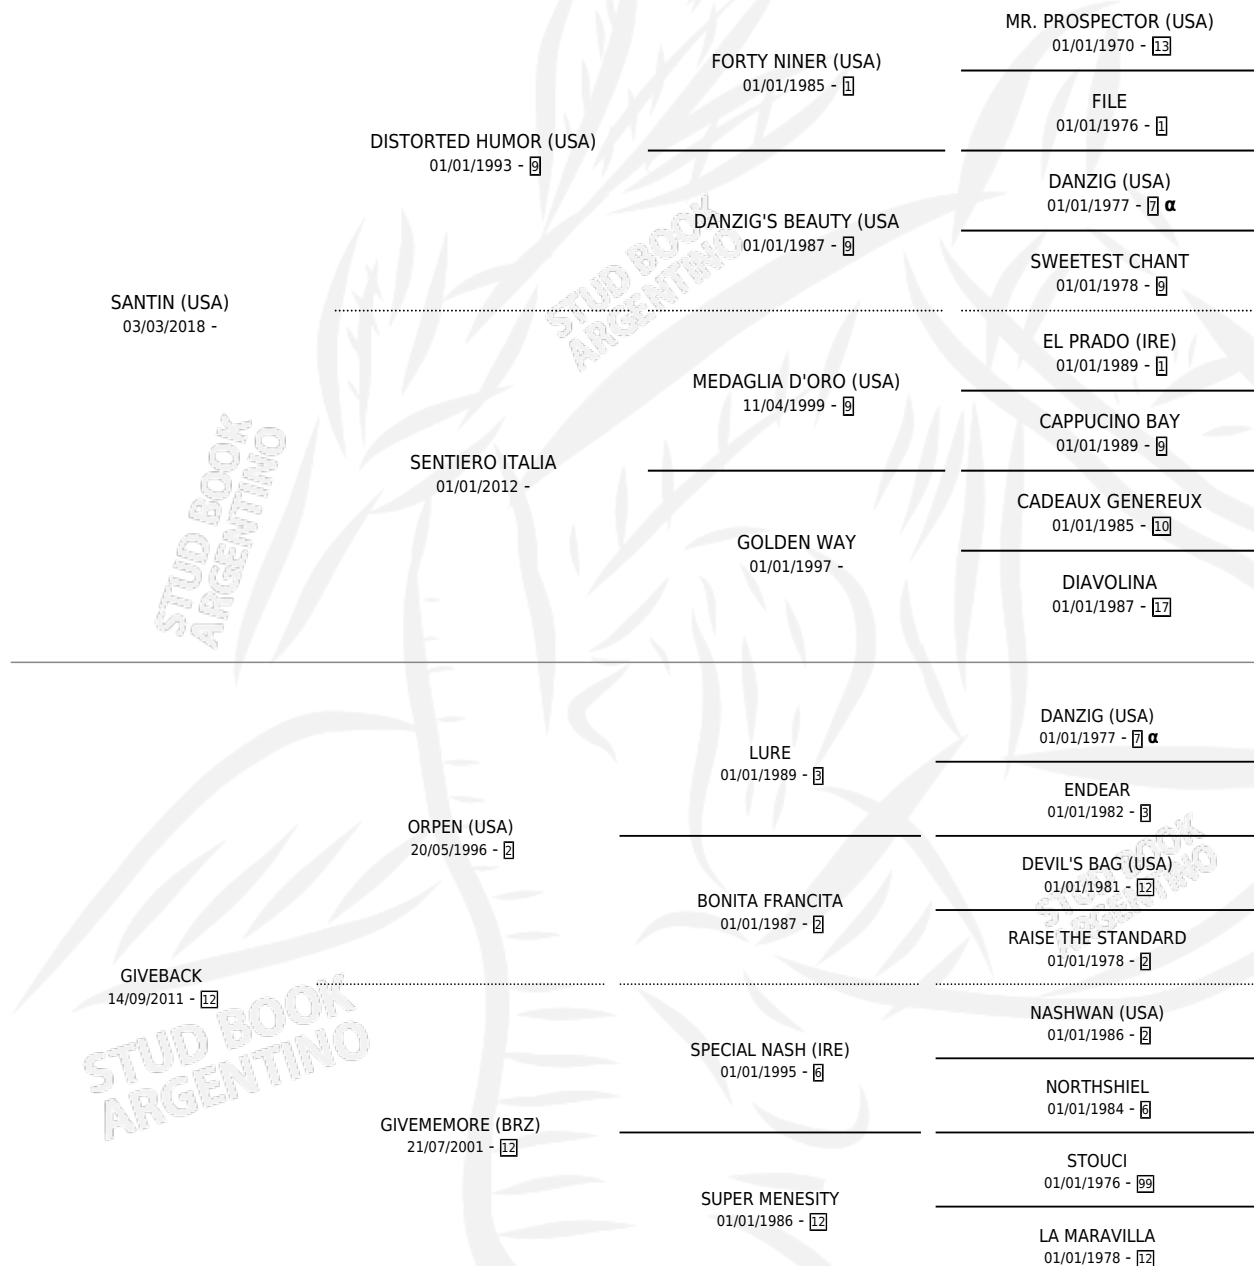 MR. PROSPECTOR (USA)
01/01/1970 - 13
FORTY NINER (USA)
01/01/1985 - 1
FILE
01/01/1976 - 1
DISTORTED HUMOR (USA)
01/01/1993 - 9
DANZIG (USA)
01/01/1977 - 7 α
DANZIG'S BEAUTY (USA
01/01/1987 - 9
SWEETEST CHANT
01/01/1978 - 9
SANTIN (USA)
03/03/2018 -
EL PRADO (IRE)
01/01/1989 - 1
MEDAGLIA D'ORO (USA)
11/04/1999 - 9
CAPPUCINO BAY
01/01/1989 - 9
SENTIERO ITALIA
01/01/2012 -
CADEAUX GENEREUX
01/01/1985 - 10
GOLDEN WAY
01/01/1997 -
DIAVOLINA
01/01/1987 - 17
DANZIG (USA)
01/01/1977 - 7 α
LURE
01/01/1989 - 3
ENDEAR
01/01/1982 - 3
ORPEN (USA)
20/05/1996 - 2
DEVIL'S BAG (USA)
01/01/1981 - 12
BONITA FRANCITA
01/01/1987 - 2
RAISE THE STANDARD
01/01/1978 - 2
GIVEBACK
14/09/2011 - 12
NASHWAN (USA)
01/01/1986 - 2
SPECIAL NASH (IRE)
01/01/1995 - 6
NORTHSHIEL
01/01/1984 - 6
GIVEMEMORE (BRZ)
21/07/2001 - 12
STOUCI
01/01/1976 - 99
SUPER MENESITY
01/01/1986 - 12
LA MARAVILLA
01/01/1978 - 12
STUD BOOK
ARGENTINO
STUD BOOK
ARGENTINO
STUD BOOK
ARGENTINO
STUD BOOK
ARGENTINO